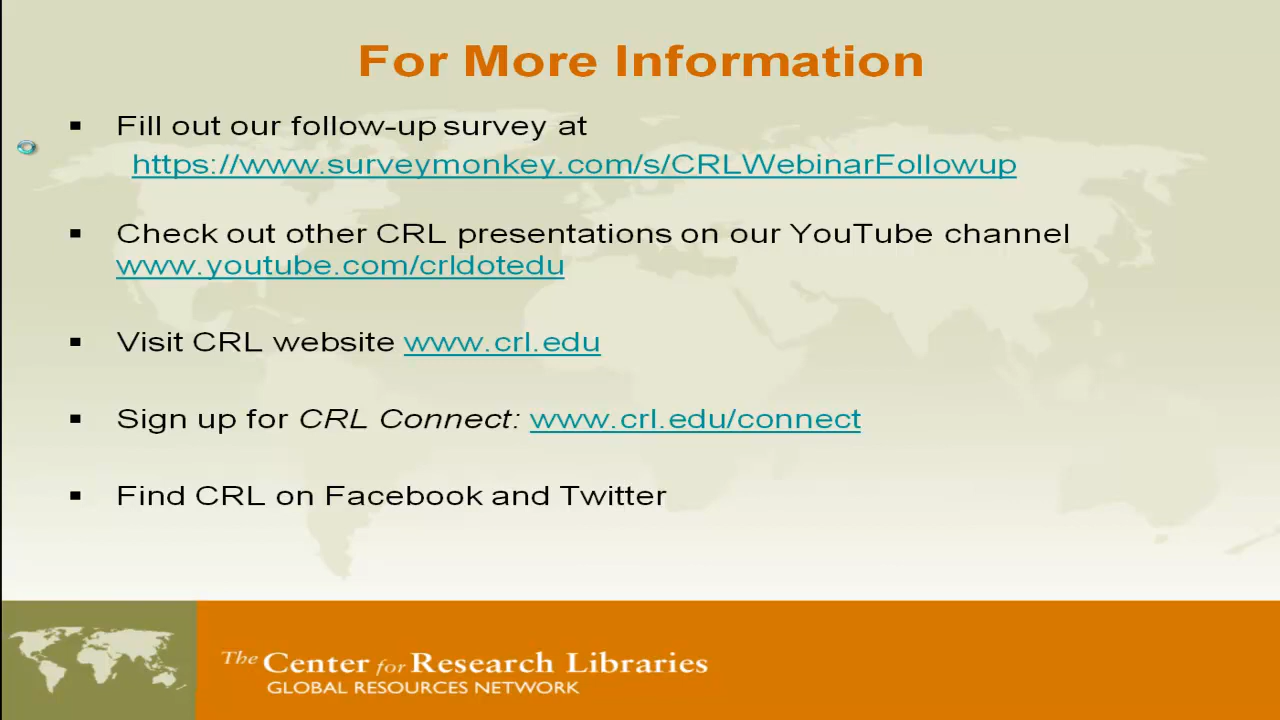 For More Information
▪ Fill out our follow-up survey at
https://www.surveymonkey.com/s/CRLWebinarFollowup
▪ Check out other CRL presentations on our YouTube channel
www.youtube.com/crldotedu
▪ Visit CRL website www.crl.edu
▪ Sign up for CRL Connect: www.crl.edu/connect
▪ Find CRL on Facebook and Twitter
The Center for Research Libraries
GLOBAL RESOURCES NETWORK